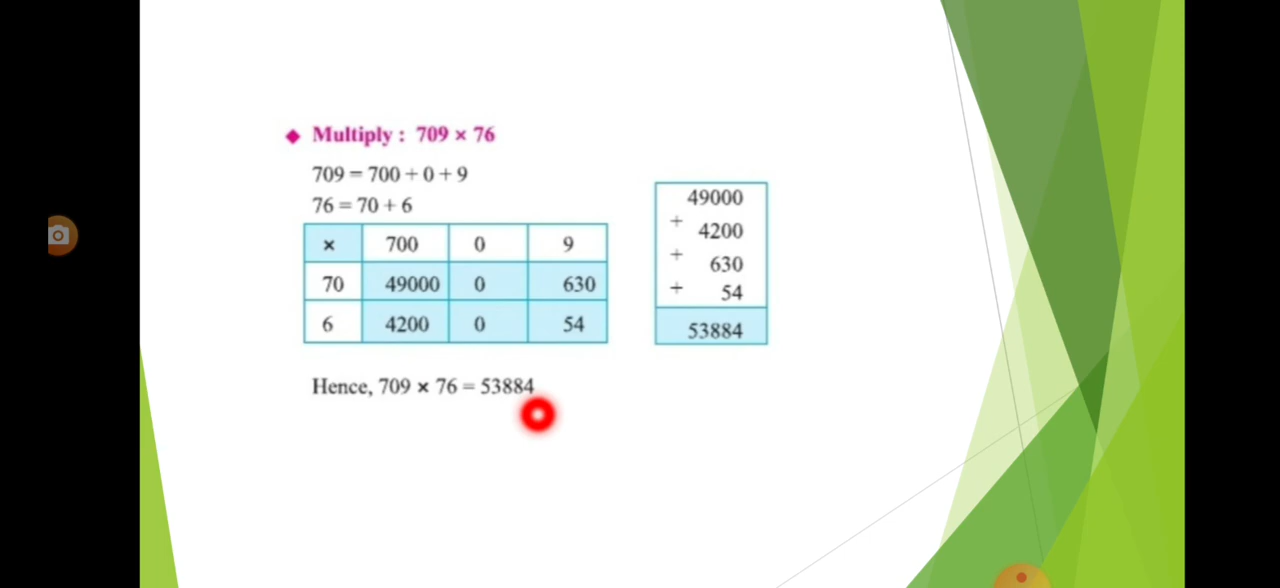 ◆ Multiply : 709 × 76
709 = 700 + 0 + 9
76 = 70 + 6
× 700 0 9
70 49000 0 630
6 4200 0 54
49000
+ 4200
+ 630
+ 54
53884
Hence, 709 × 76 = 53884